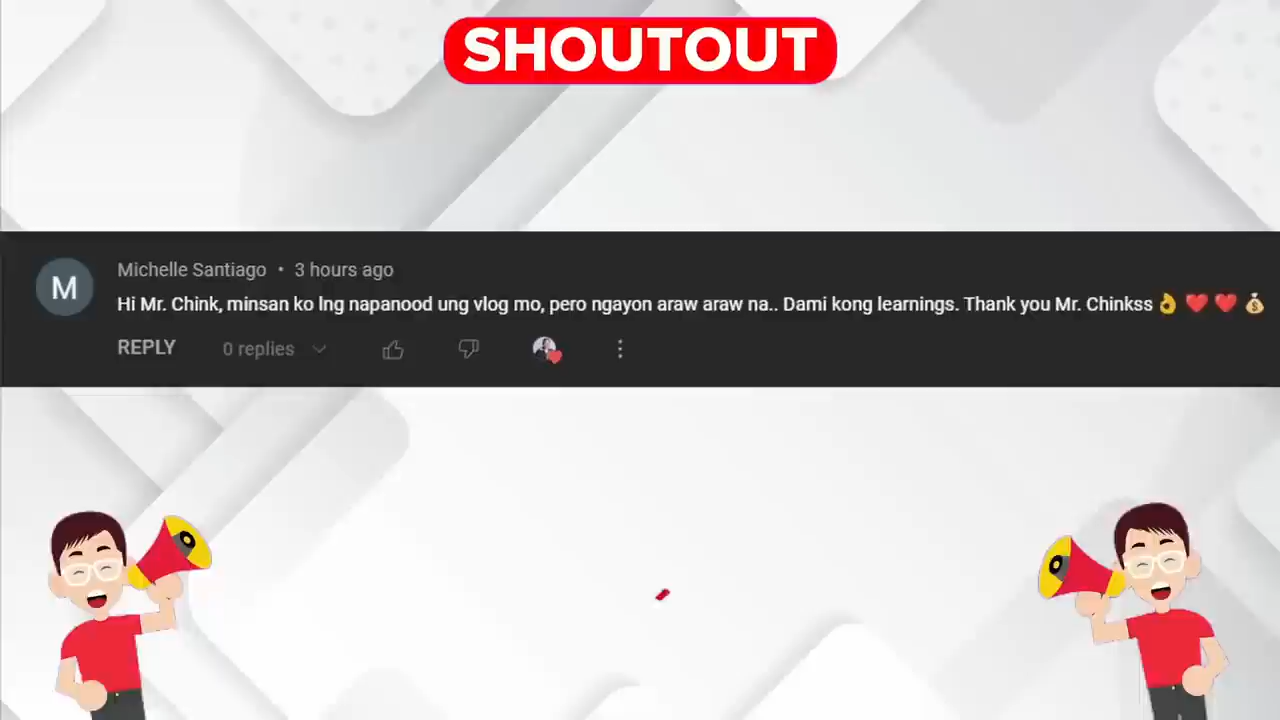 SHOUTOUT
M
Michelle Santiago • 3 hours ago
Hi Mr. Chink, minsan ko lng napanood ung vlog mo, pero ngayon araw araw na.. Dami kong learnings. Thank you Mr. Chinkss 👌 ❤️ ❤️ 💰
REPLY 0 replies